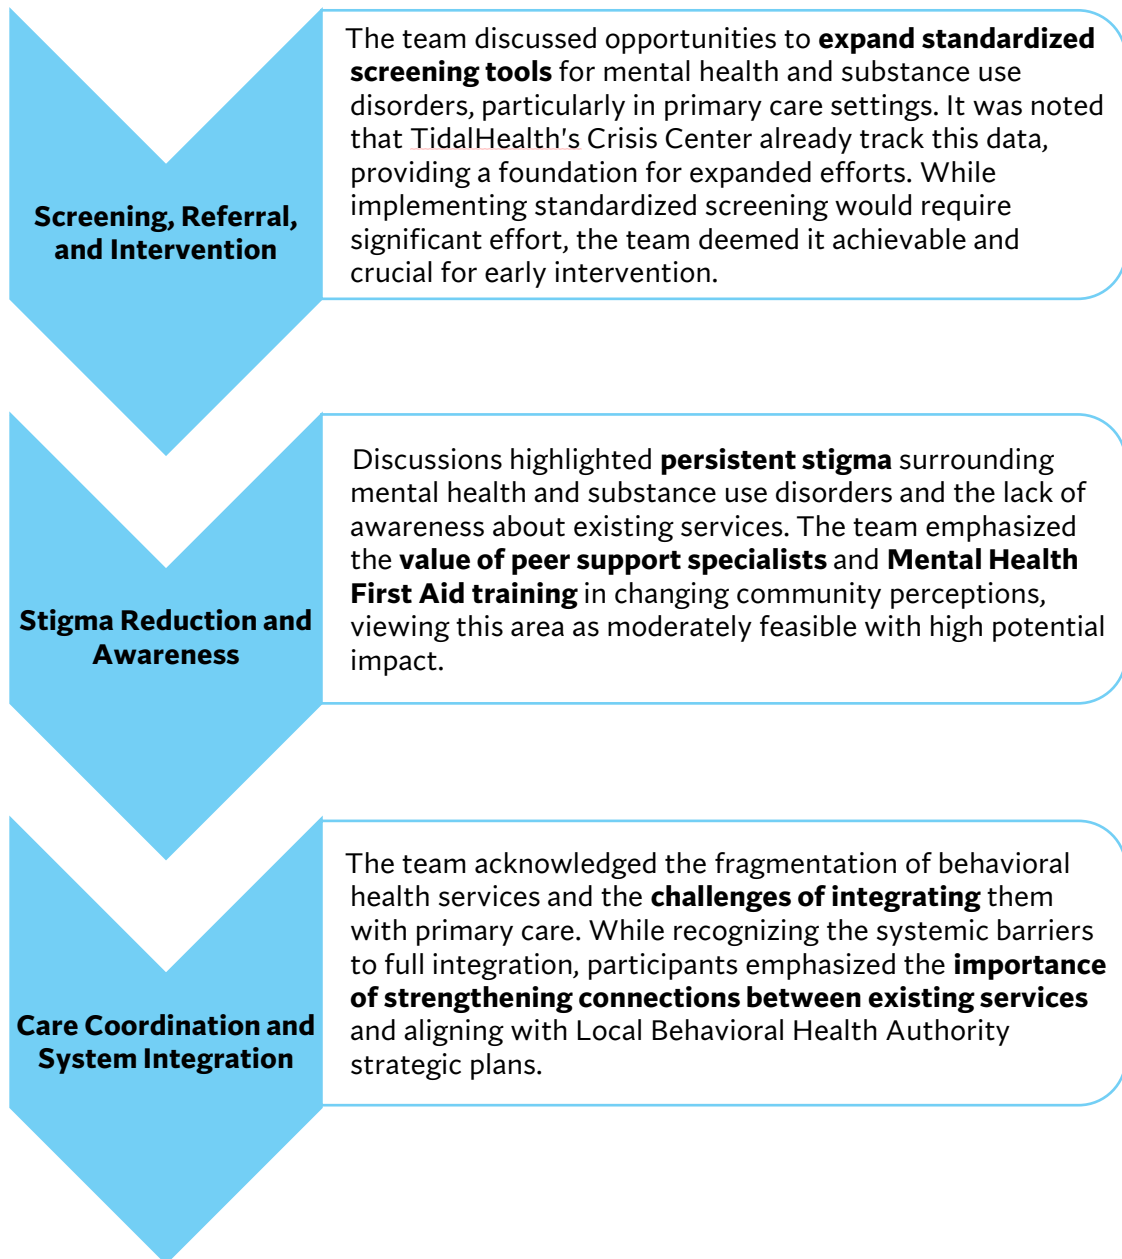 Screening, Referral,
and Intervention
The team discussed opportunities to expand standardized
screening tools for mental health and substance use
disorders, particularly in primary care settings. It was noted
that TidalHealth's Crisis Center already track this data,
providing a foundation for expanded efforts. While
implementing standardized screening would require
significant effort, the team deemed it achievable and
crucial for early intervention.
Stigma Reduction and
Awareness
Discussions highlighted persistent stigma surrounding
mental health and substance use disorders and the lack of
awareness about existing services. The team emphasized
the value of peer support specialists and Mental Health
First Aid training in changing community perceptions,
viewing this area as moderately feasible with high potential
impact.
Care Coordination and
System Integration
The team acknowledged the fragmentation of behavioral
health services and the challenges of integrating them
with primary care. While recognizing the systemic barriers
to full integration, participants emphasized the importance
of strengthening connections between existing services
and aligning with Local Behavioral Health Authority
strategic plans.